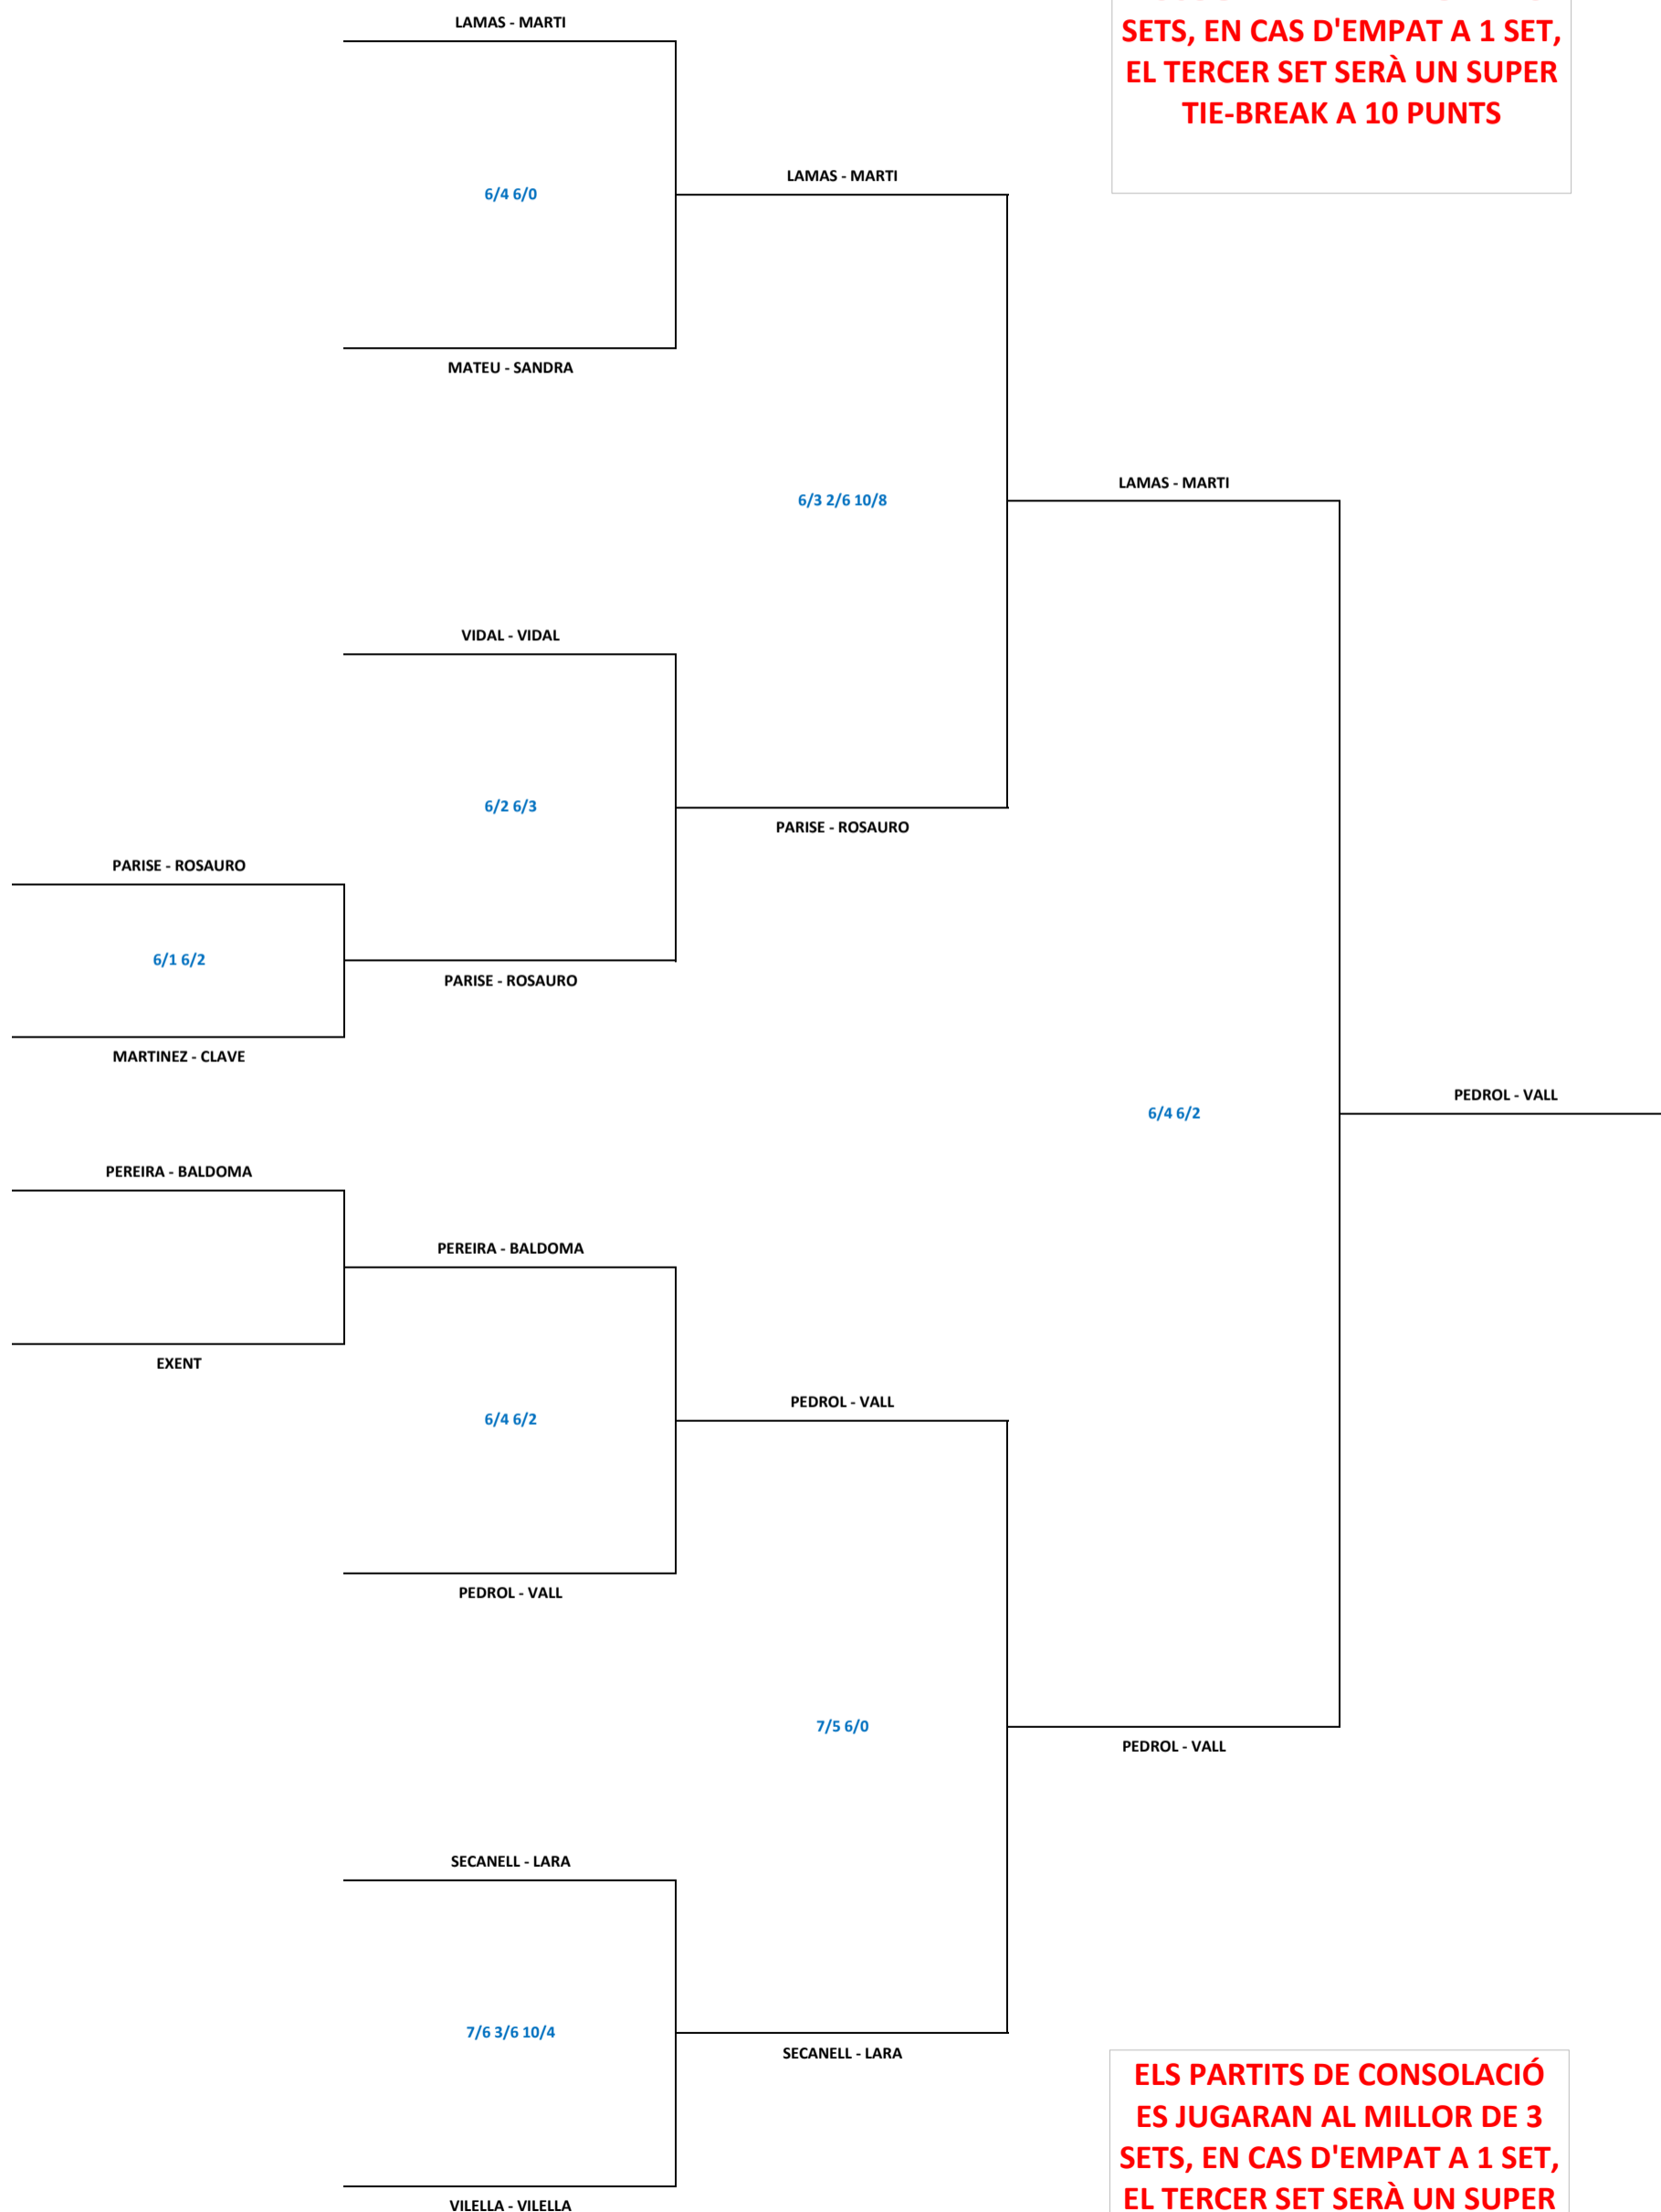 LAMAS - MARTI
SETS, EN CAS D'EMPAT A 1 SET,
EL TERCER SET SERÀ UN SUPER
TIE-BREAK A 10 PUNTS
LAMAS - MARTI
6/4 6/0
MATEU - SANDRA
LAMAS - MARTI
6/3 2/6 10/8
VIDAL - VIDAL
6/2 6/3
PARISE - ROSAURO
PARISE - ROSAURO
6/1 6/2
PARISE - ROSAURO
MARTINEZ - CLAVE
PEDROL - VALL
6/4 6/2
PEREIRA - BALDOMA
PEREIRA - BALDOMA
EXENT
PEDROL - VALL
6/4 6/2
PEDROL - VALL
7/5 6/0
PEDROL - VALL
SECANELL - LARA
7/6 3/6 10/4
SECANELL - LARA
ELS PARTITS DE CONSOLACIÓ
ES JUGARAN AL MILLOR DE 3
SETS, EN CAS D'EMPAT A 1 SET,
EL TERCER SET SERÀ UN SUPER
VILELLA - VILELLA